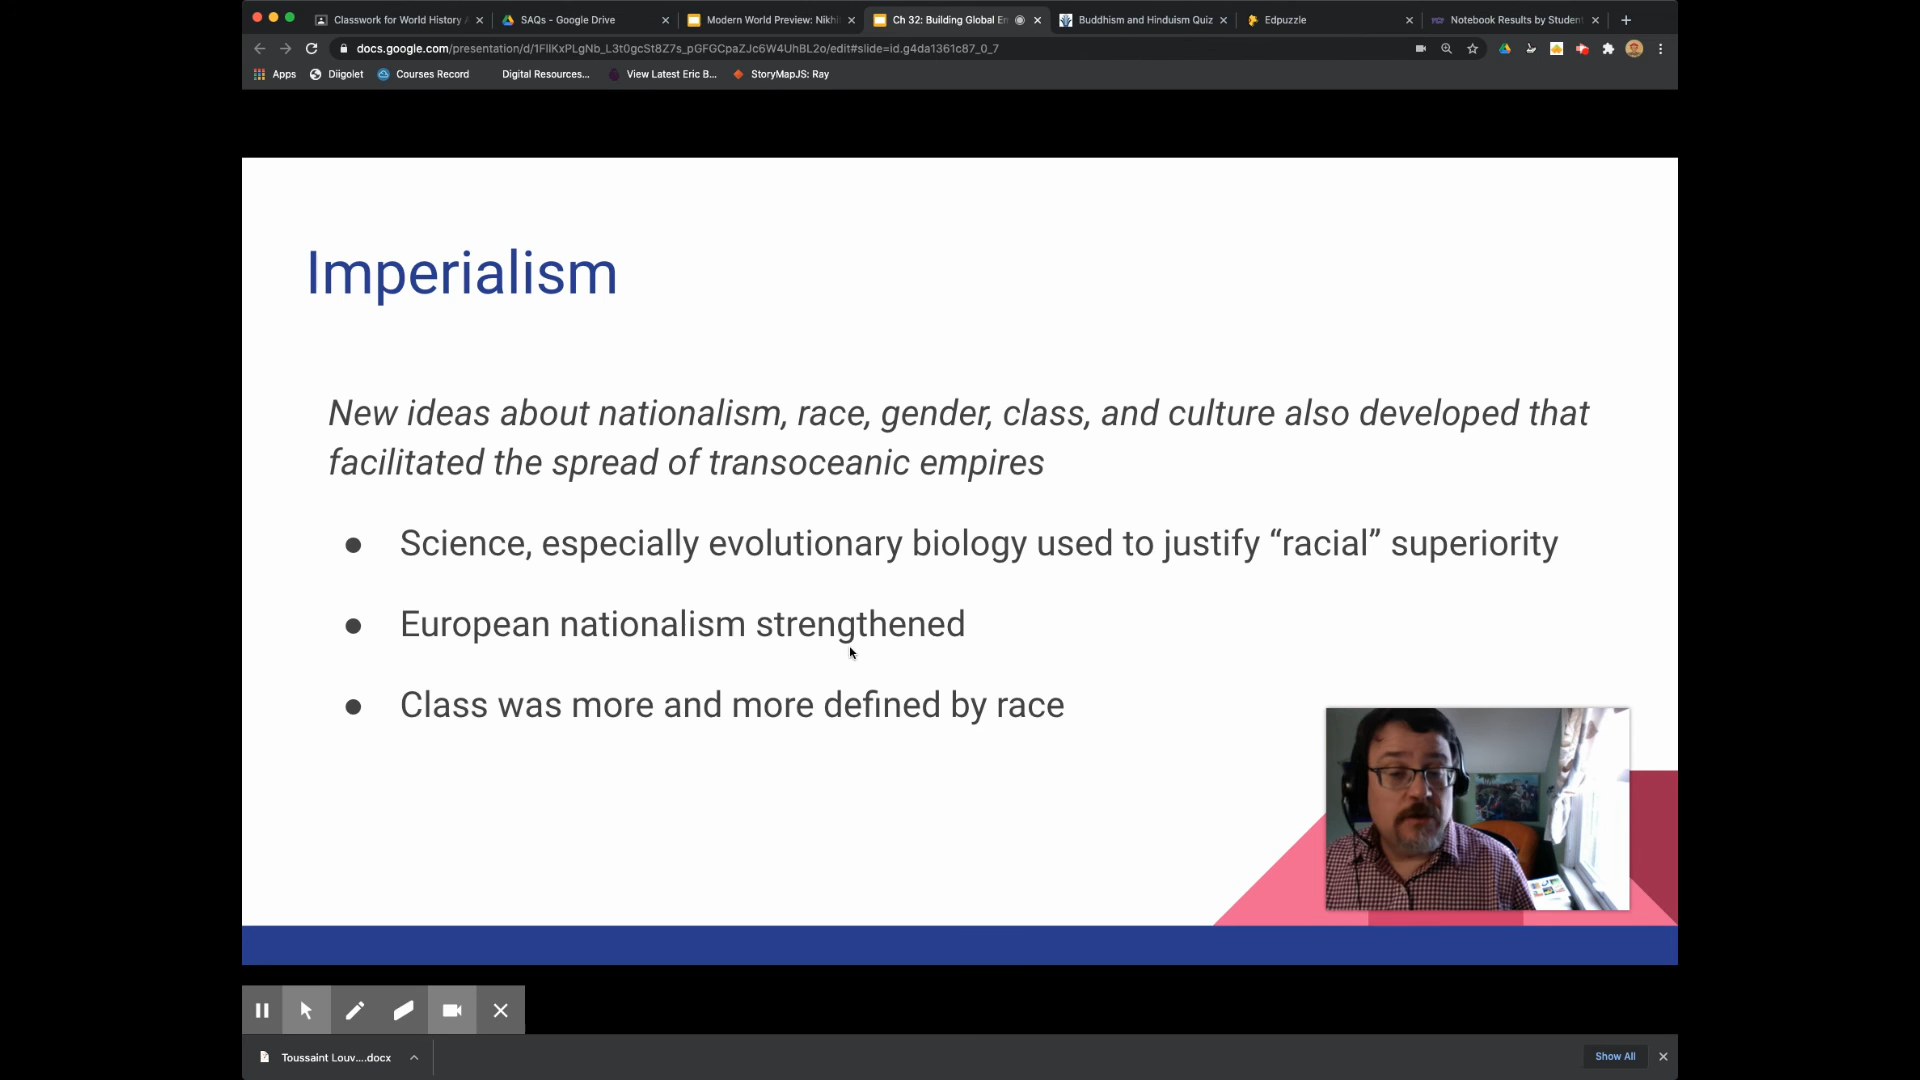 Classwork for World History
SAQs - Google Drive
Modern World Preview: Nikhi
Ch 32: Building Global E
Buddhism and Hinduism Quiz
Edpuzzle
Notebook Results by Studen
docs.google.com/presentation/d/1FIlKxPLgNb_L3t0gcSt8Z7s_pGFGCpaZJc6W4UhBL2o/edit#slide=id.g4da1361c87_0_7
Apps
Diigolet
Courses Record
Digital Resources...
View Latest Eric B...
StoryMapJS: Ray
Imperialism
New ideas about nationalism, race, gender, class, and culture also developed that
facilitated the spread of transoceanic empires
● Science, especially evolutionary biology used to justify “racial” superiority
● European nationalism strengthened
● Class was more and more defined by race
Toussaint Louv....docx
Show All